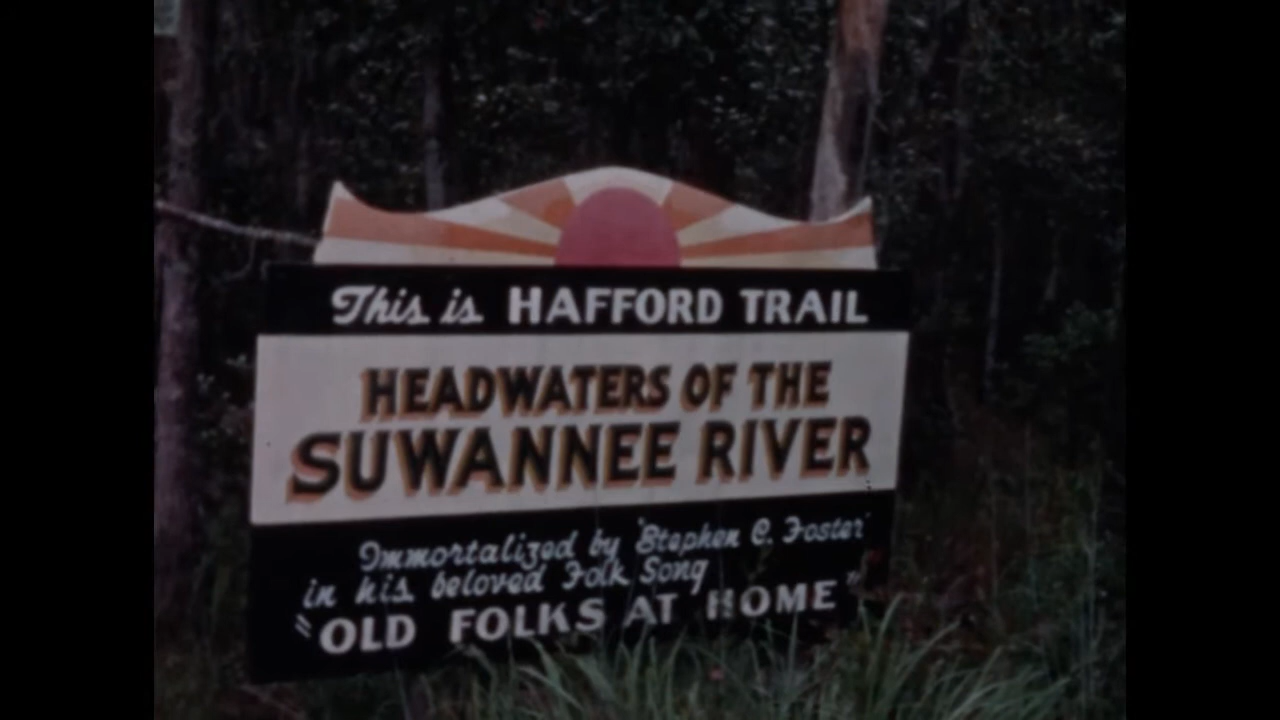 This is HAFFORD TRAIL
HEADWATERS OF THE
SUWANNEE RIVER
Immortalized by 'Stephen C. Foster'
in his beloved Folk Song
"OLD FOLKS AT HOME"